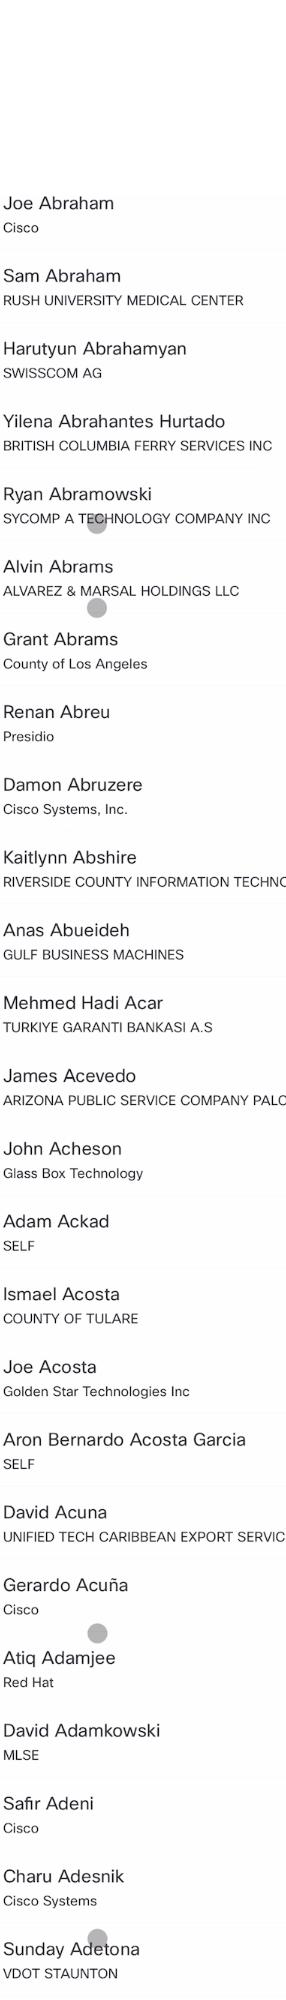 Joe Abraham
Cisco
Sam Abraham
RUSH UNIVERSITY MEDICAL CENTER
Harutyun Abrahamyan
SWISSCOM AG
Yilena Abrahantes Hurtado
BRITISH COLUMBIA FERRY SERVICES INC
Ryan Abramowski
SYCOMP A TECHNOLOGY COMPANY INC
Alvin Abrams
ALVAREZ & MARSAL HOLDINGS LLC
Grant Abrams
County of Los Angeles
Renan Abreu
Presidio
Damon Abruzere
Cisco Systems, Inc.
Kaitlynn Abshire
RIVERSIDE COUNTY INFORMATION TECHNO
Anas Abueideh
GULF BUSINESS MACHINES
Mehmed Hadi Acar
TURKIYE GARANTI BANKASI A.S
James Acevedo
ARIZONA PUBLIC SERVICE COMPANY PALO
John Acheson
Glass Box Technology
Adam Ackad
SELF
Ismael Acosta
COUNTY OF TULARE
Joe Acosta
Golden Star Technologies Inc
Aron Bernardo Acosta Garcia
SELF
David Acuna
UNIFIED TECH CARIBBEAN EXPORT SERVIC
Gerardo Acuña
Cisco
Atiq Adamjee
Red Hat
David Adamkowski
MLSE
Safir Adeni
Cisco
Charu Adesnik
Cisco Systems
Sunday Adetona
VDOT STAUNTON